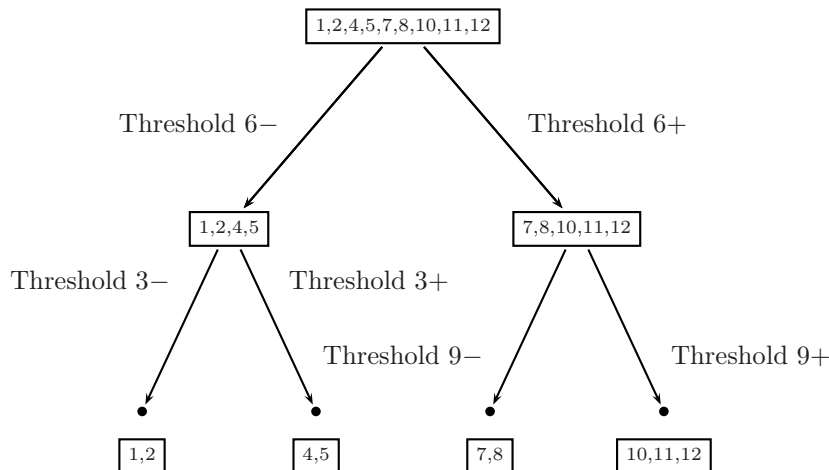 1,2,4,5,7,8,10,11,12
Threshold 6−
Threshold 6+
1,2,4,5
7,8,10,11,12
Threshold 3−
Threshold 3+
Threshold 9−
Threshold 9+
1,2
4,5
7,8
10,11,12